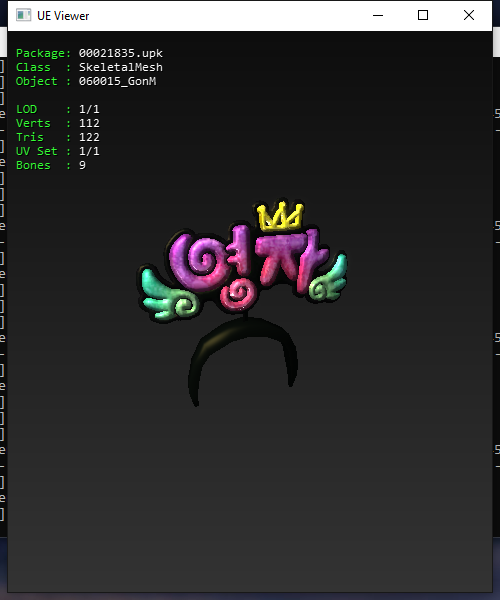 UE Viewer
Package: 00021835.upk
Class : SkeletalMesh
Object : 060015_GonM
LOD : 1/1
Verts : 112
Tris : 122
UV Set : 1/1
Bones : 9
영자